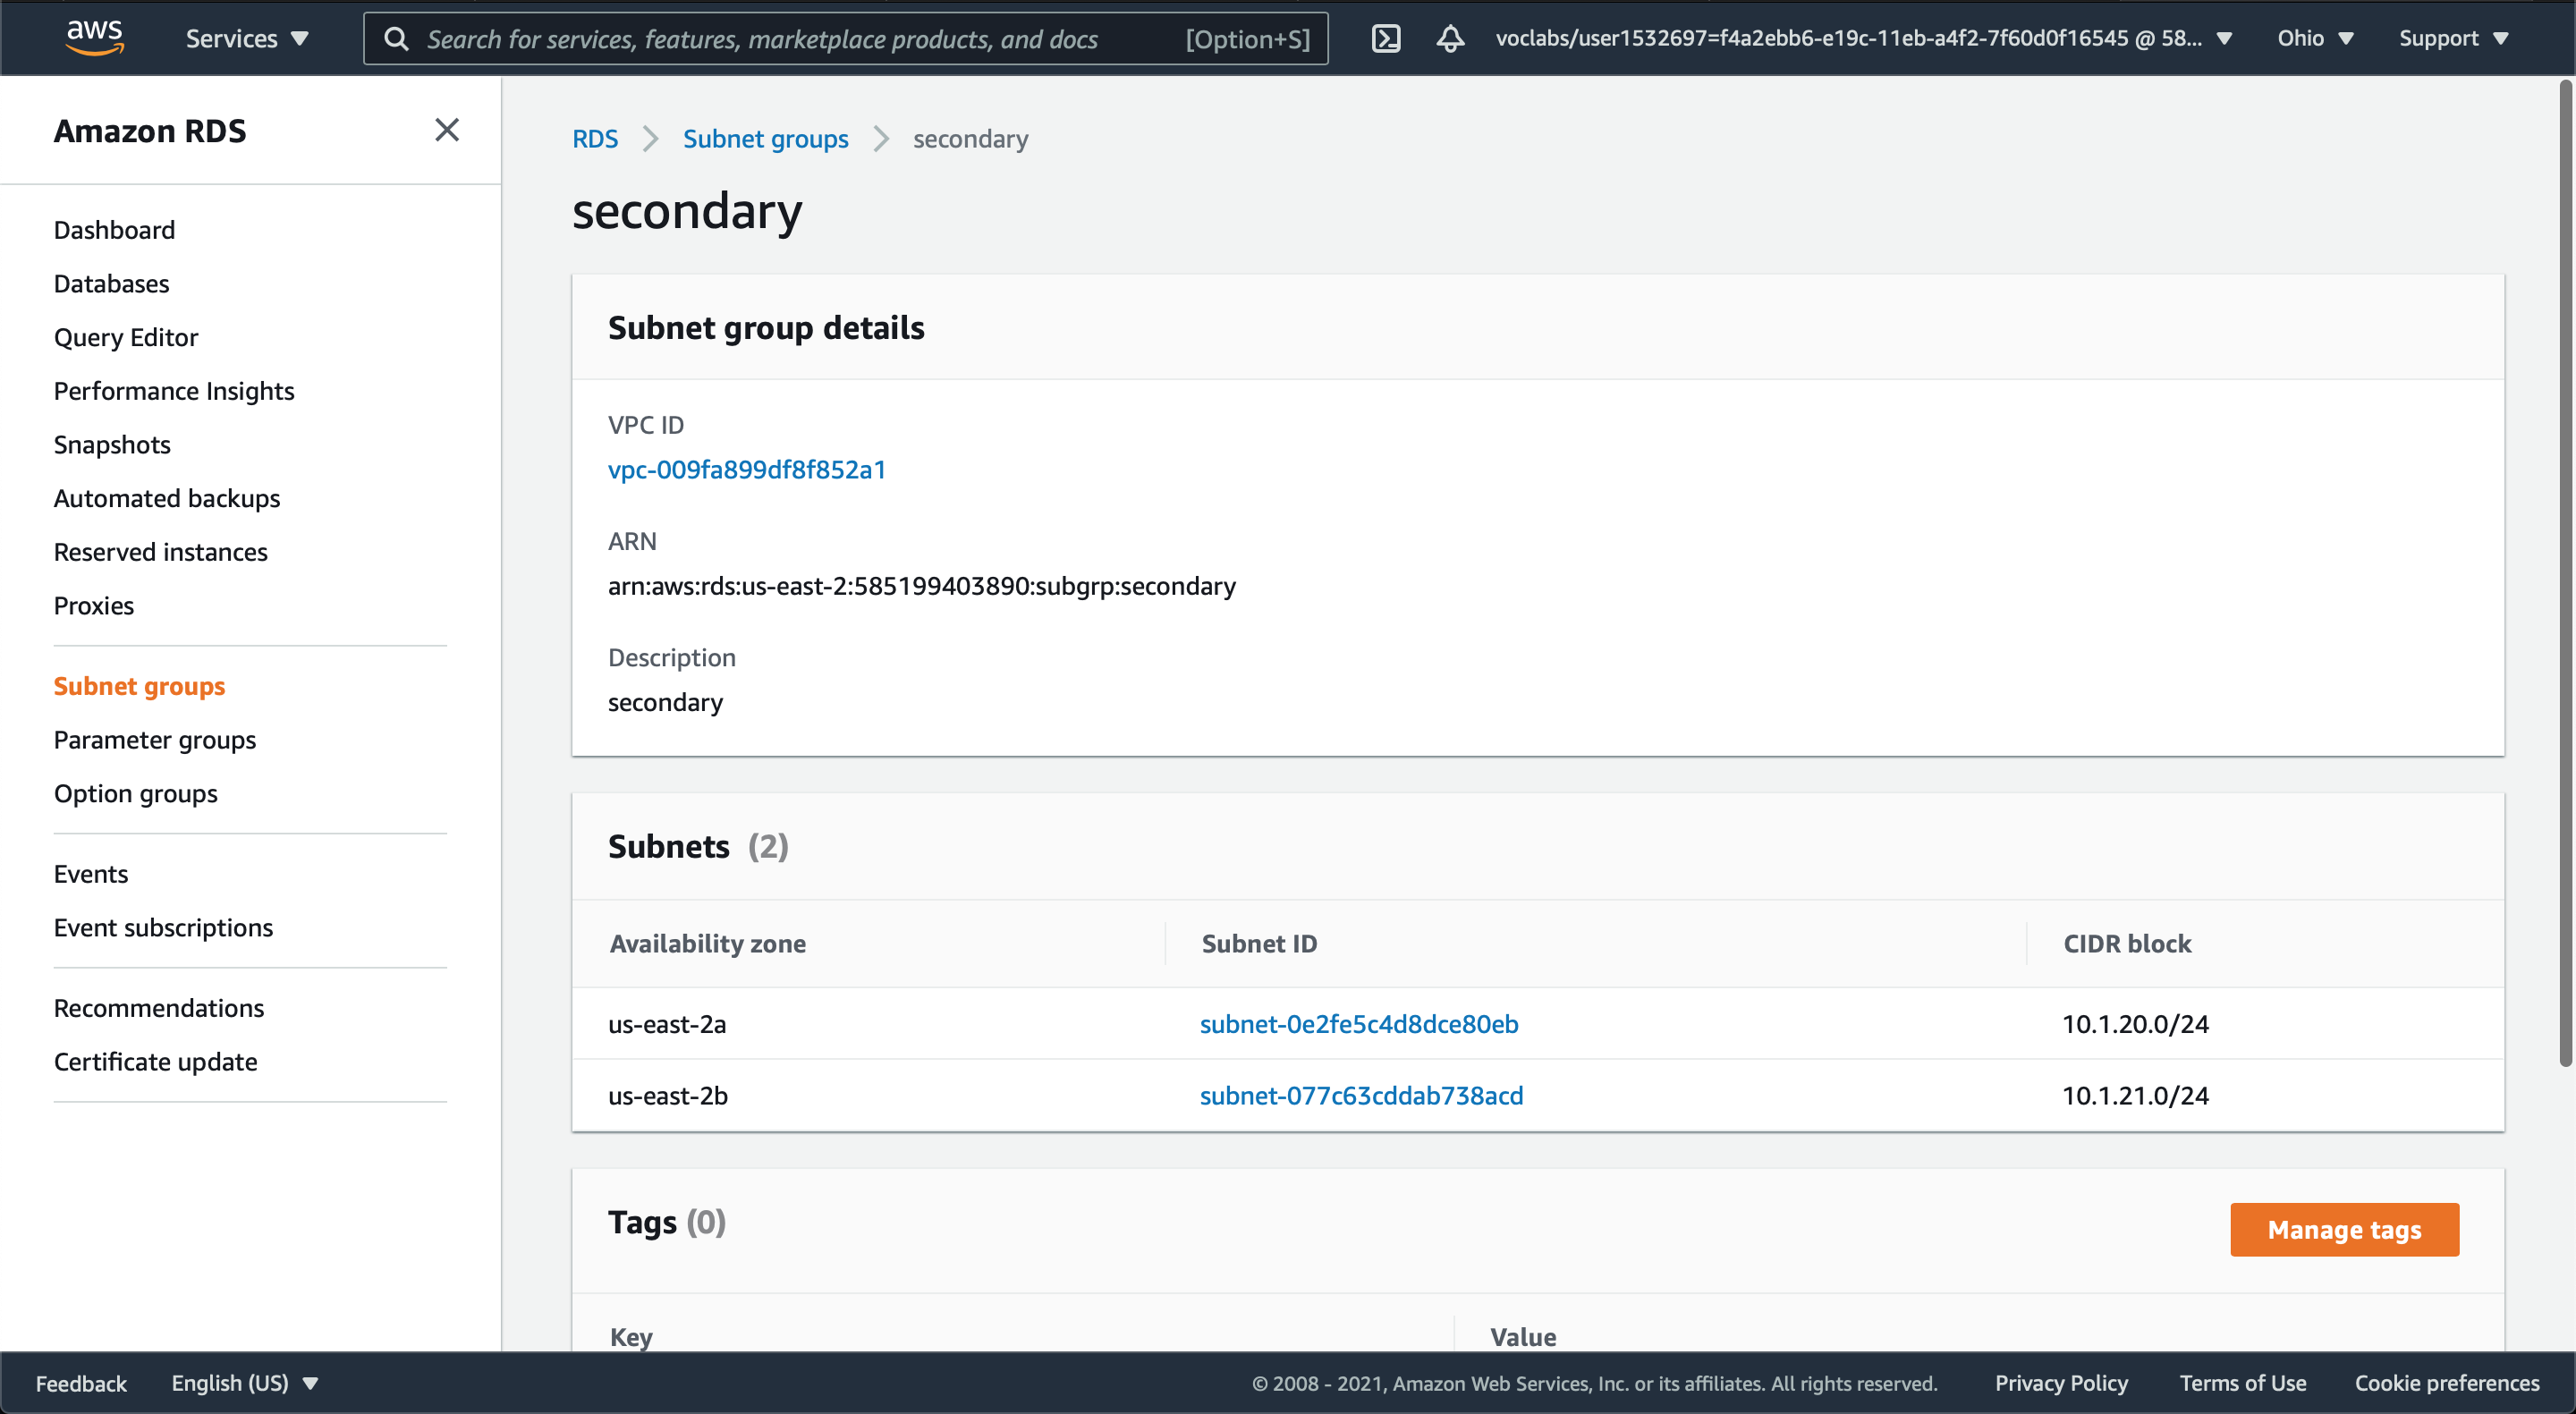 aws
Services
Search for services, features, marketplace products, and docs [Option+S]
voclabs/user1532697=f4a2ebb6-e19c-11eb-a4f2-7f60d0f16545 @ 58...
Ohio
Support
Amazon RDS
Dashboard
Databases
Query Editor
Performance Insights
Snapshots
Automated backups
Reserved instances
Proxies
Subnet groups
Parameter groups
Option groups
Events
Event subscriptions
Recommendations
Certificate update
RDS > Subnet groups > secondary
secondary
Subnet group details
VPC ID
vpc-009fa899df8f852a1
ARN
arn:aws:rds:us-east-2:585199403890:subgrp:secondary
Description
secondary
Subnets (2)
Availability zone Subnet ID CIDR block
us-east-2a subnet-0e2fe5c4d8dce80eb 10.1.20.0/24
us-east-2b subnet-077c63cddab738acd 10.1.21.0/24
Tags (0)
Manage tags
Key Value
Feedback English (US) © 2008 - 2021, Amazon Web Services, Inc. or its affiliates. All rights reserved. Privacy Policy Terms of Use Cookie preferences